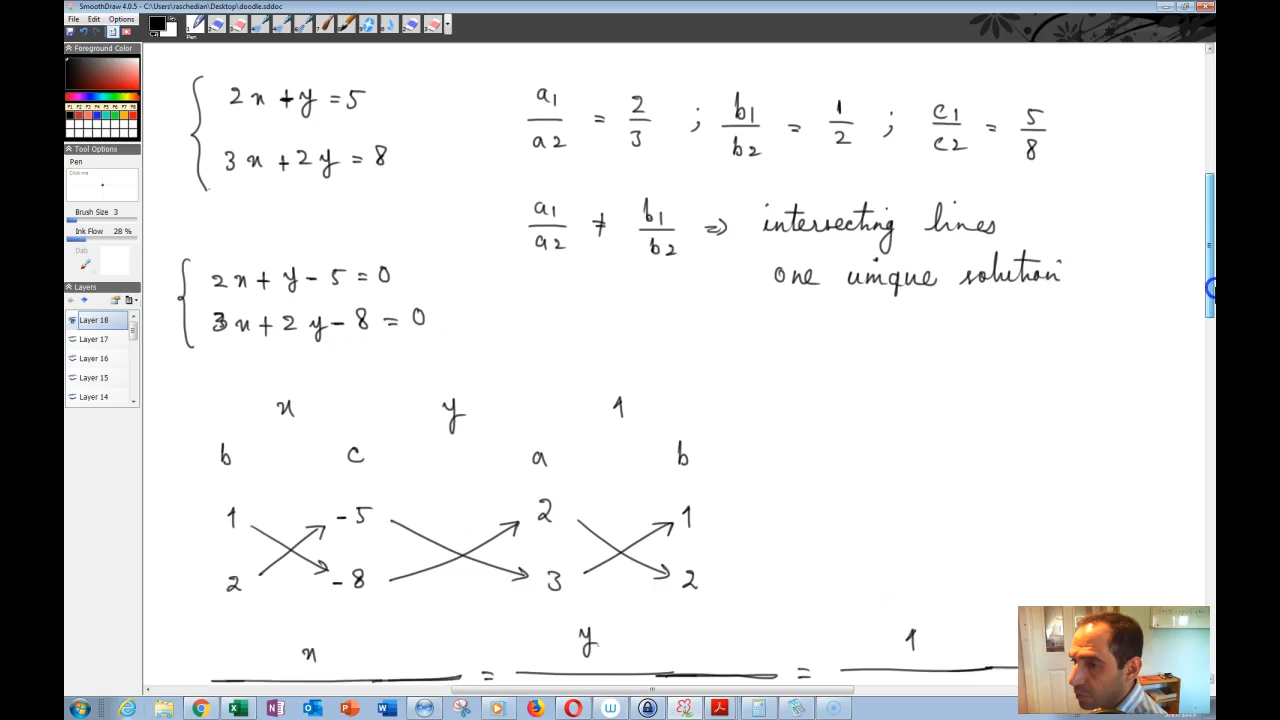 SmoothDraw 4.0.5 - C:\Users\raschedian\Desktop\doodle.sddoc
File Edit Options
Foreground Color
Tool Options
Pen
Click me
Brush Size 3
Ink Flow 28 %
Dab
Layers
Layer 18
Layer 17
Layer 16
Layer 15
Layer 14
Pen
2x + y = 5
3x + 2y = 8
a1/a2 = 2/3 ; b1/b2 = 1/2 ; c1/c2 = 5/8
a1/a2 ≠ b1/b2 ⇒ intersecting lines
one unique solution
2x + y - 5 = 0
3x + 2y - 8 = 0
x y 1
b c a b
1 -5 2 1
2 -8 3 2
x = y = 1